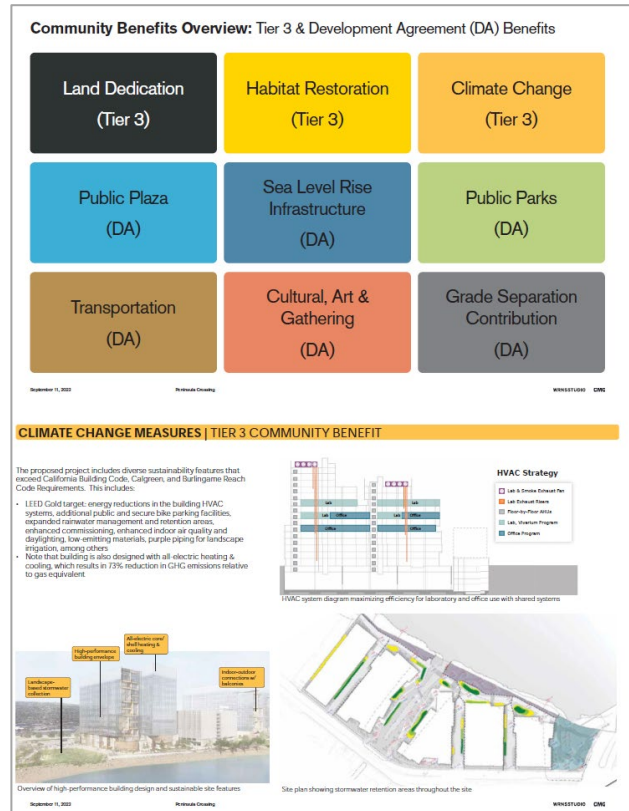 Community Benefits Overview: Tier 3 & Development Agreement (DA) Benefits
Land Dedication
(Tier 3)
Habitat Restoration
(Tier 3)
Climate Change
(Tier 3)
Public Plaza
(DA)
Sea Level Rise
Infrastructure
(DA)
Public Parks
(DA)
Transportation
(DA)
Cultural, Art &
Gathering
(DA)
Grade Separation
Contribution
(DA)
September 11, 2023
Peninsula Crossing
WRNSSTUDIO GMG
CLIMATE CHANGE MEASURES | TIER 3 COMMUNITY BENEFIT
The proposed project includes diverse sustainability features that
exceed California Building Code, Calgreen, and Burlingame Reach
Code Requirements. This includes:
• LEED Gold target: energy reductions in the building HVAC
systems, additional public and secure bike parking facilities,
expanded rainwater management and retention areas,
enhanced commissioning, enhanced indoor air quality and
daylighting, low-emitting materials, purple piping for landscape
irrigation, among others
• Note that building is also designed with all-electric heating &
cooling, which results in 73% reduction in GHG emissions relative
to gas equivalent
Lab
Lab
Lab
Office
Lab
Office
Office
Office
HVAC Strategy
Lab & Smoke Exhaust Fan
Lab Exhaust Risers
Floor-by-Floor AHUs
Lab, Vivarium Program
Office Program
HVAC system diagram maximizing efficiency for laboratory and office use with shared systems
All-electric core/
shell heating &
cooling
High-performance
building envelope
Landscape-
based stormwater
collection
Indoor-outdoor
connections w/
balconies
Overview of high-performance building design and sustainable site features
Site plan showing stormwater retention areas throughout the site
September 11, 2023
Peninsula Crossing
WRNSSTUDIO GMG